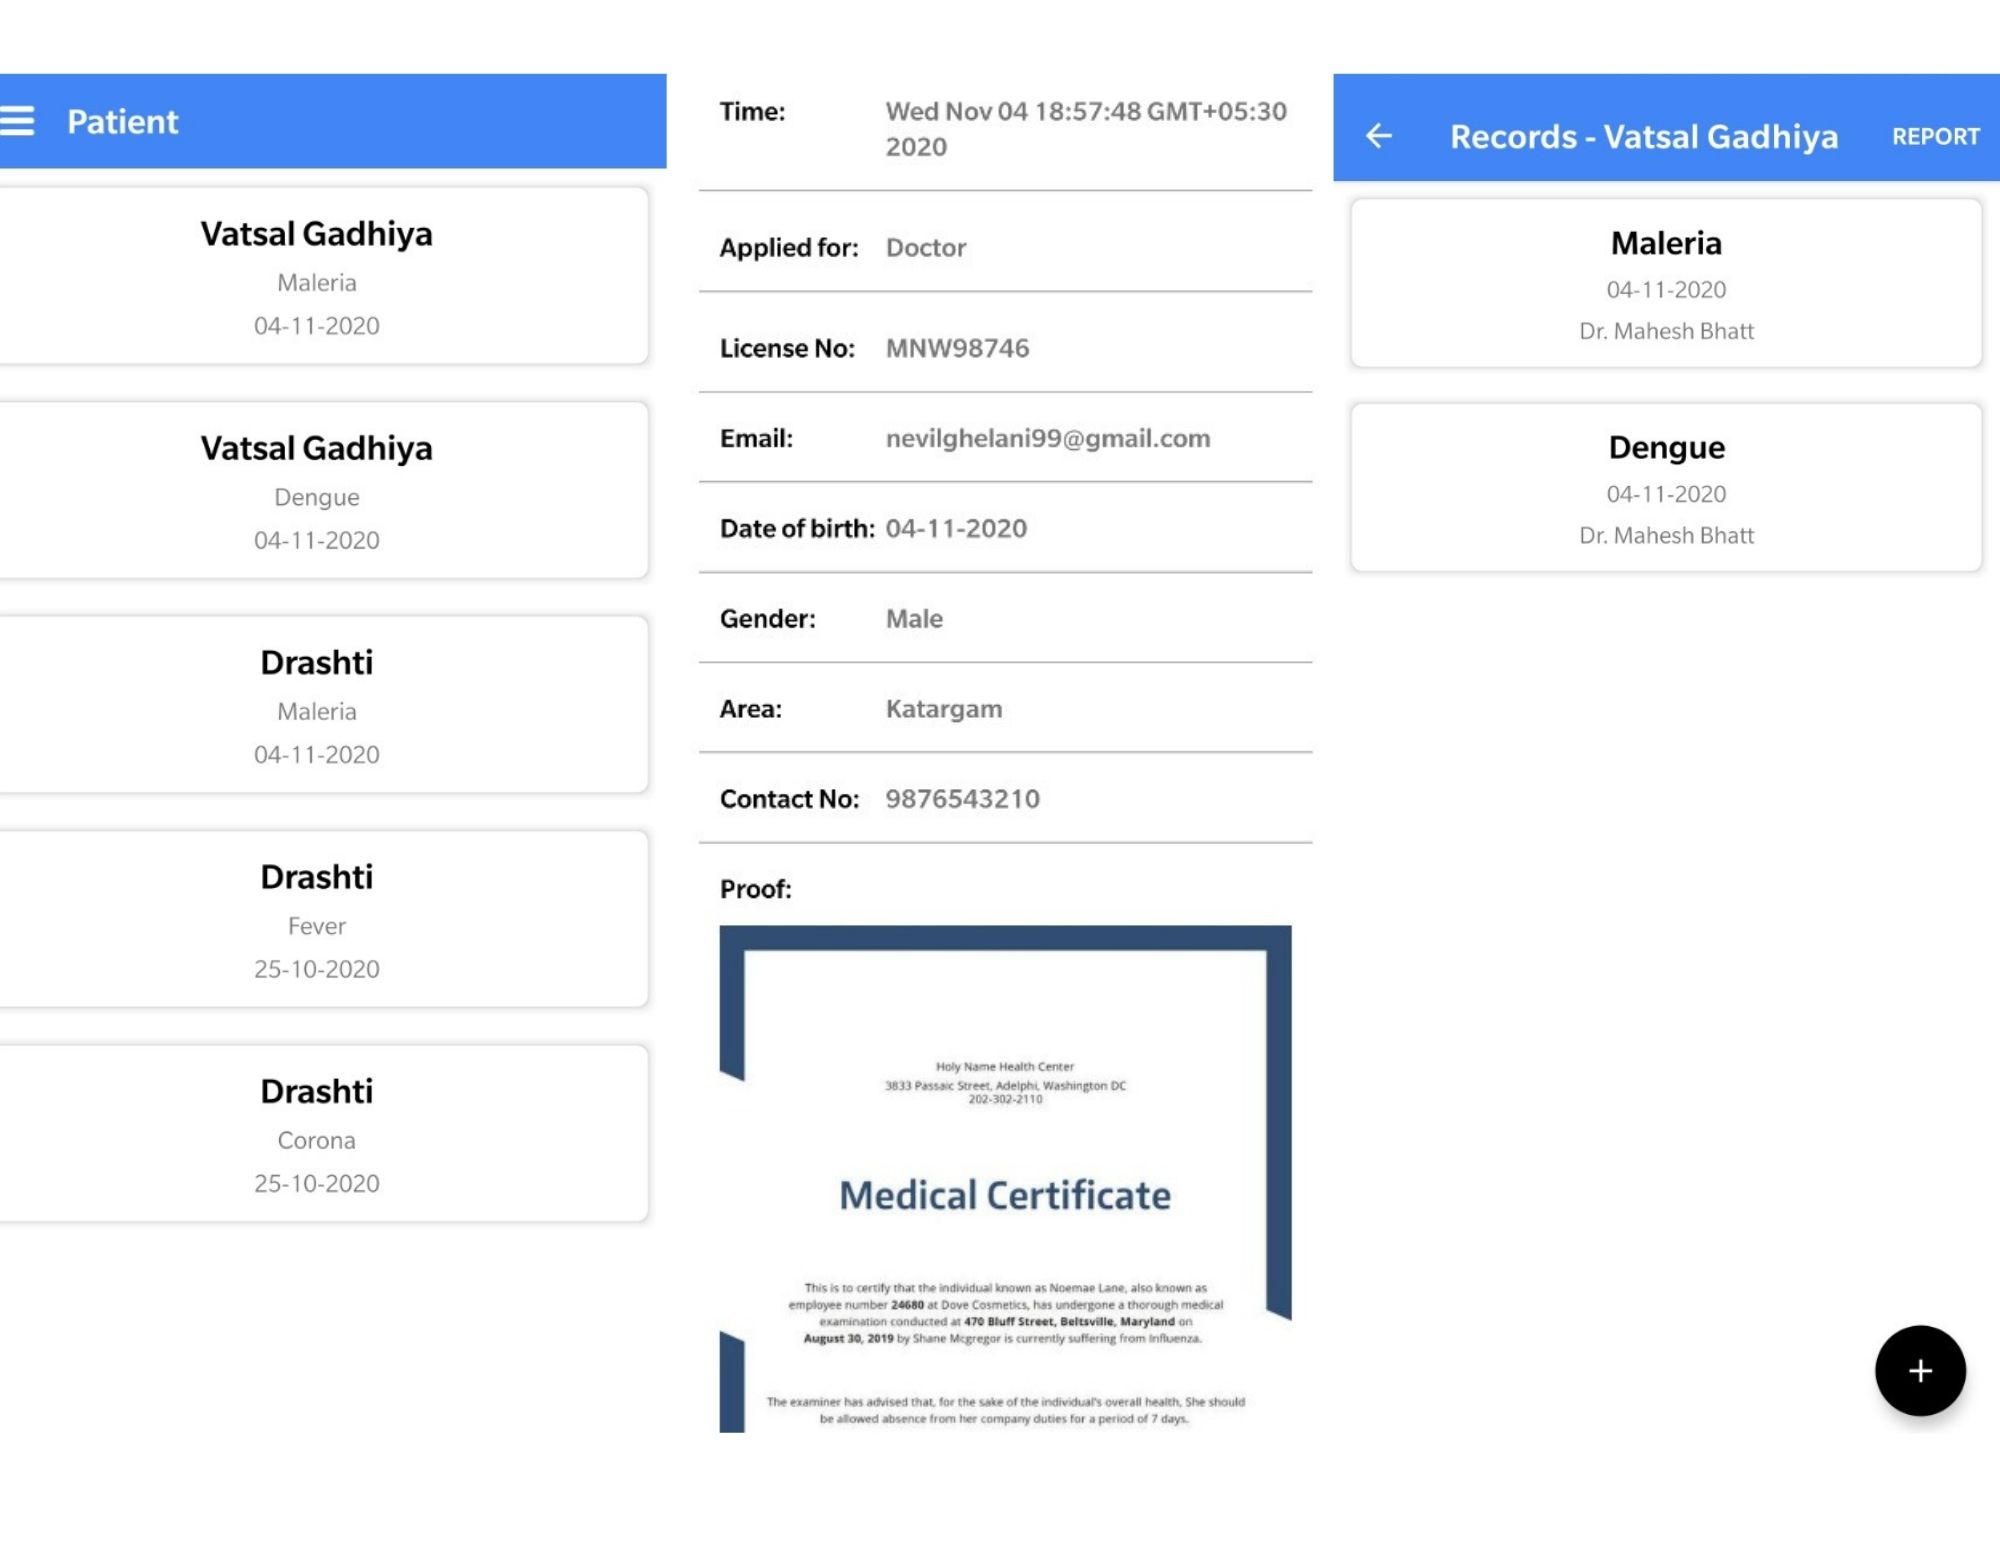 Patient
Vatsal Gadhiya
Maleria
04-11-2020
Vatsal Gadhiya
Dengue
04-11-2020
Drashti
Maleria
04-11-2020
Drashti
Fever
25-10-2020
Drashti
Corona
25-10-2020
Time: Wed Nov 04 18:57:48 GMT+05:30
2020
Applied for: Doctor
License No: MNW98746
Email: nevilghelani99@gmail.com
Date of birth: 04-11-2020
Gender: Male
Area: Katargam
Contact No: 9876543210
Proof:
Holy Name Health Center
3833 Passaic Street, Adelphi, Washington DC
202-302-2110
Medical Certificate
This is to certify that the individual known as Noemae Lane, also known as
employee number 24680 at Dove Cosmetics, has undergone a thorough medical
examination conducted at 470 Bluff Street, Beltsville, Maryland on
August 30, 2019 by Shane Mcgregor is currently suffering from Influenza.
The examiner has advised that, for the sake of the individual's overall health, She should
be allowed absence from her company duties for a period of 7 days.
Records - Vatsal Gadhiya REPORT
Maleria
04-11-2020
Dr. Mahesh Bhatt
Dengue
04-11-2020
Dr. Mahesh Bhatt
+